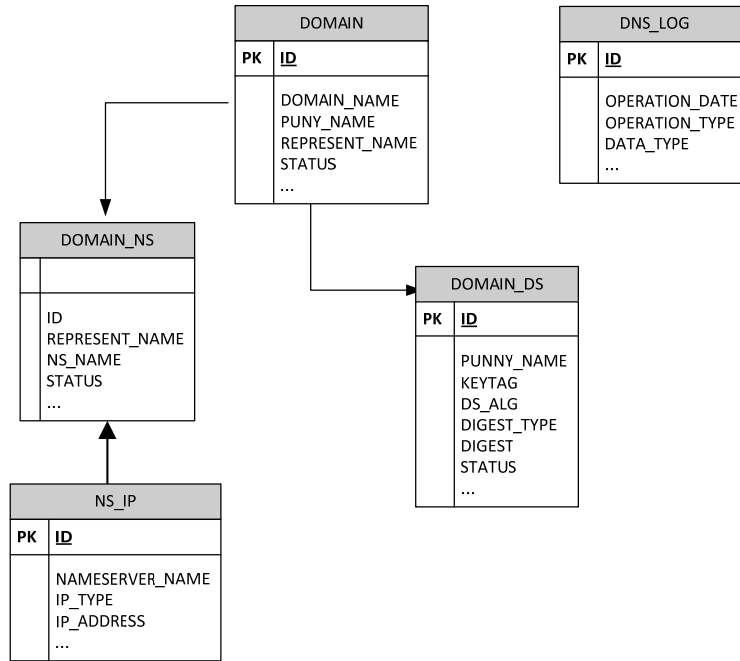 DOMAIN
PK ID
DOMAIN_NAME
PUNY_NAME
REPRESENT_NAME
STATUS
...
DNS_LOG
PK ID
OPERATION_DATE
OPERATION_TYPE
DATA_TYPE
...
DOMAIN_NS
ID
REPRESENT_NAME
NS_NAME
STATUS
...
DOMAIN_DS
PK ID
PUNNY_NAME
KEYTAG
DS_ALG
DIGEST_TYPE
DIGEST
STATUS
...
NS_IP
PK ID
NAMESERVER_NAME
IP_TYPE
IP_ADDRESS
...